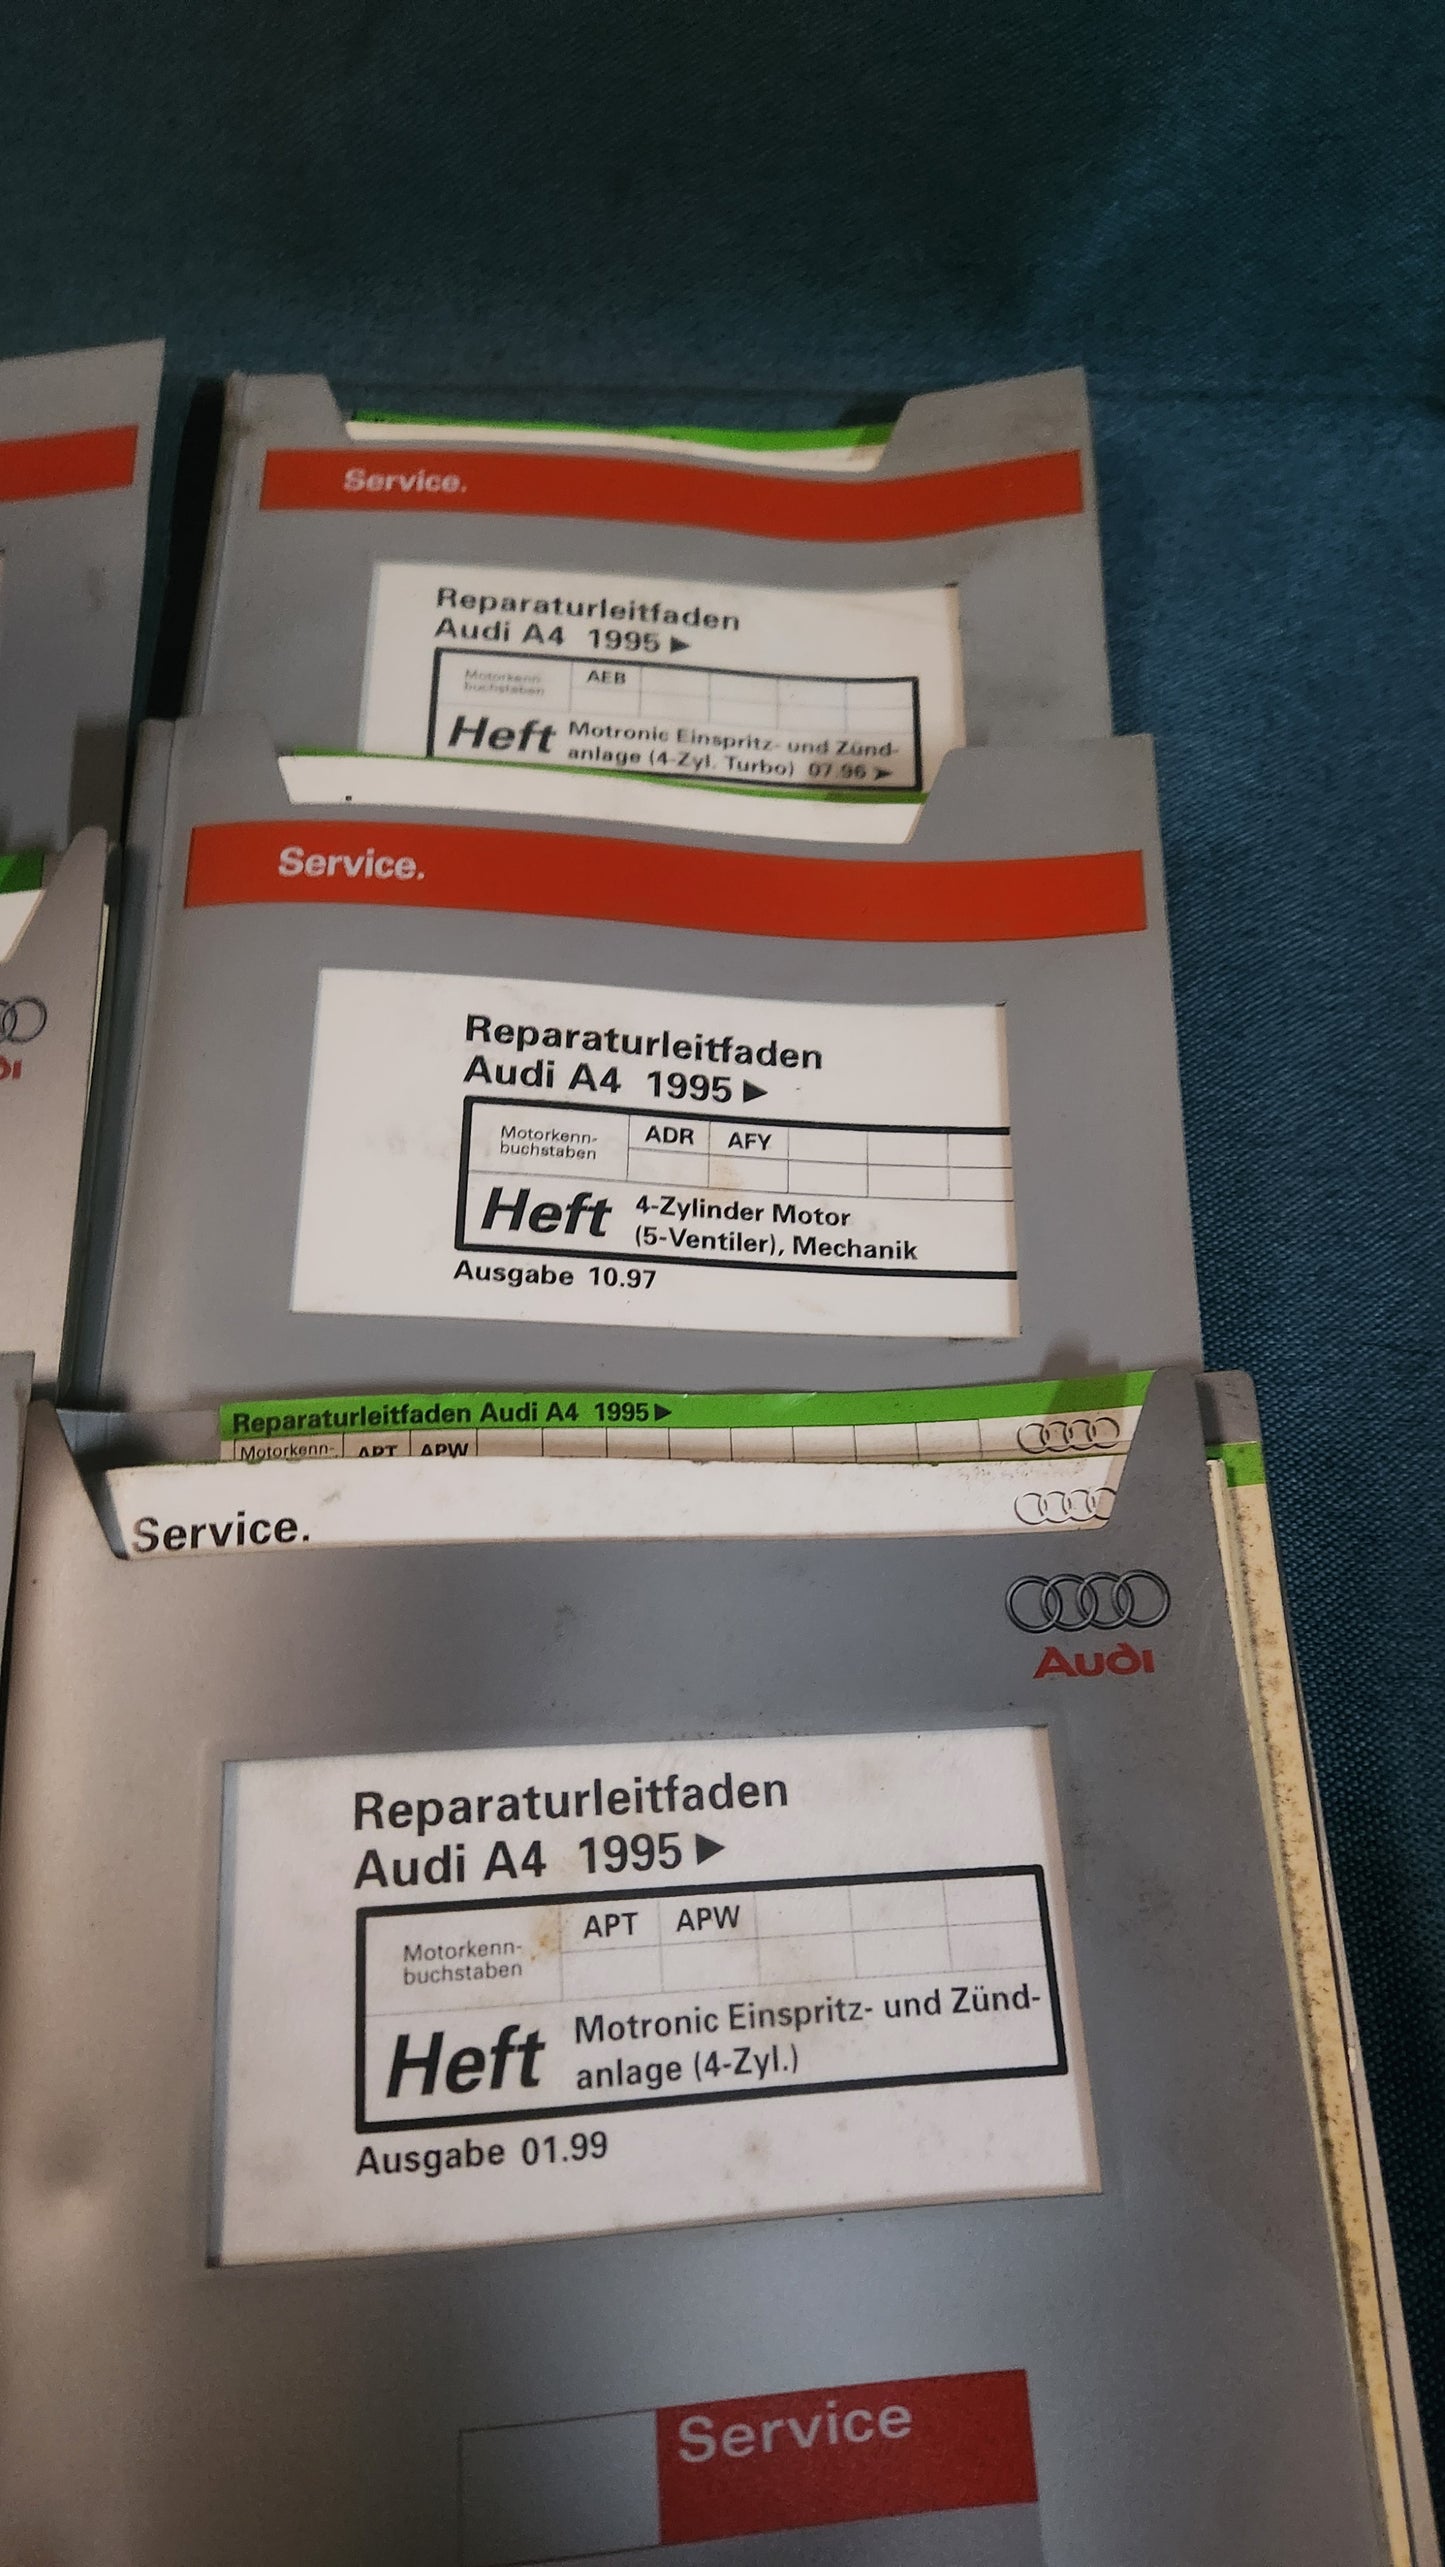 Service.
Reparaturleitfaden
Audi A4 1995 ►
Motorkenn-
buchstaben
AEB
Heft Motronic Einspritz- und Zünd-
anlage (4-Zyl. Turbo) 07.96 ➤
Service.
Reparaturleitfaden
Audi A4 1995 ►
Motorkenn-
buchstaben
ADR AFY
Heft 4-Zylinder Motor
(5-Ventiler), Mechanik
Ausgabe 10.97
Reparaturleitfaden Audi A4 1995 ►
Motorkenn- APT APW
Service.
Audi
Reparaturleitfaden
Audi A4 1995 ►
Motorkenn-
buchstaben
APT APW
Heft Motronic Einspritz- und Zünd-
anlage (4-Zyl.)
Ausgabe 01.99
Service